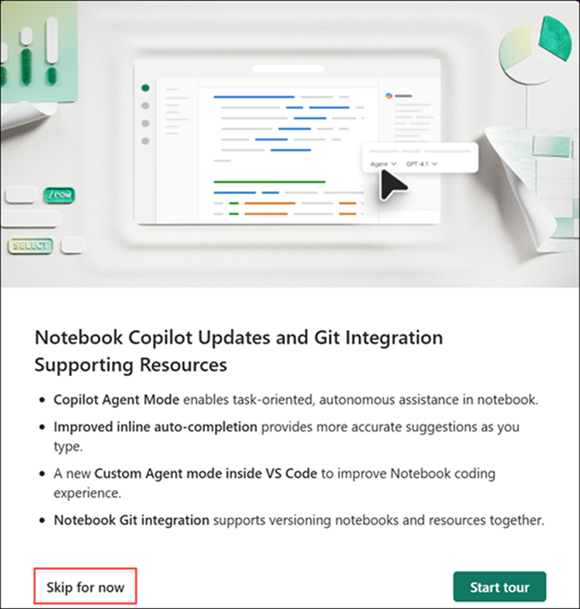 /row
SELECT
Agent GPT-4.1
Notebook Copilot Updates and Git Integration
Supporting Resources
• Copilot Agent Mode enables task-oriented, autonomous assistance in notebook.
• Improved inline auto-completion provides more accurate suggestions as you
type.
• A new Custom Agent mode inside VS Code to improve Notebook coding
experience.
• Notebook Git integration supports versioning notebooks and resources together.
Skip for now
Start tour